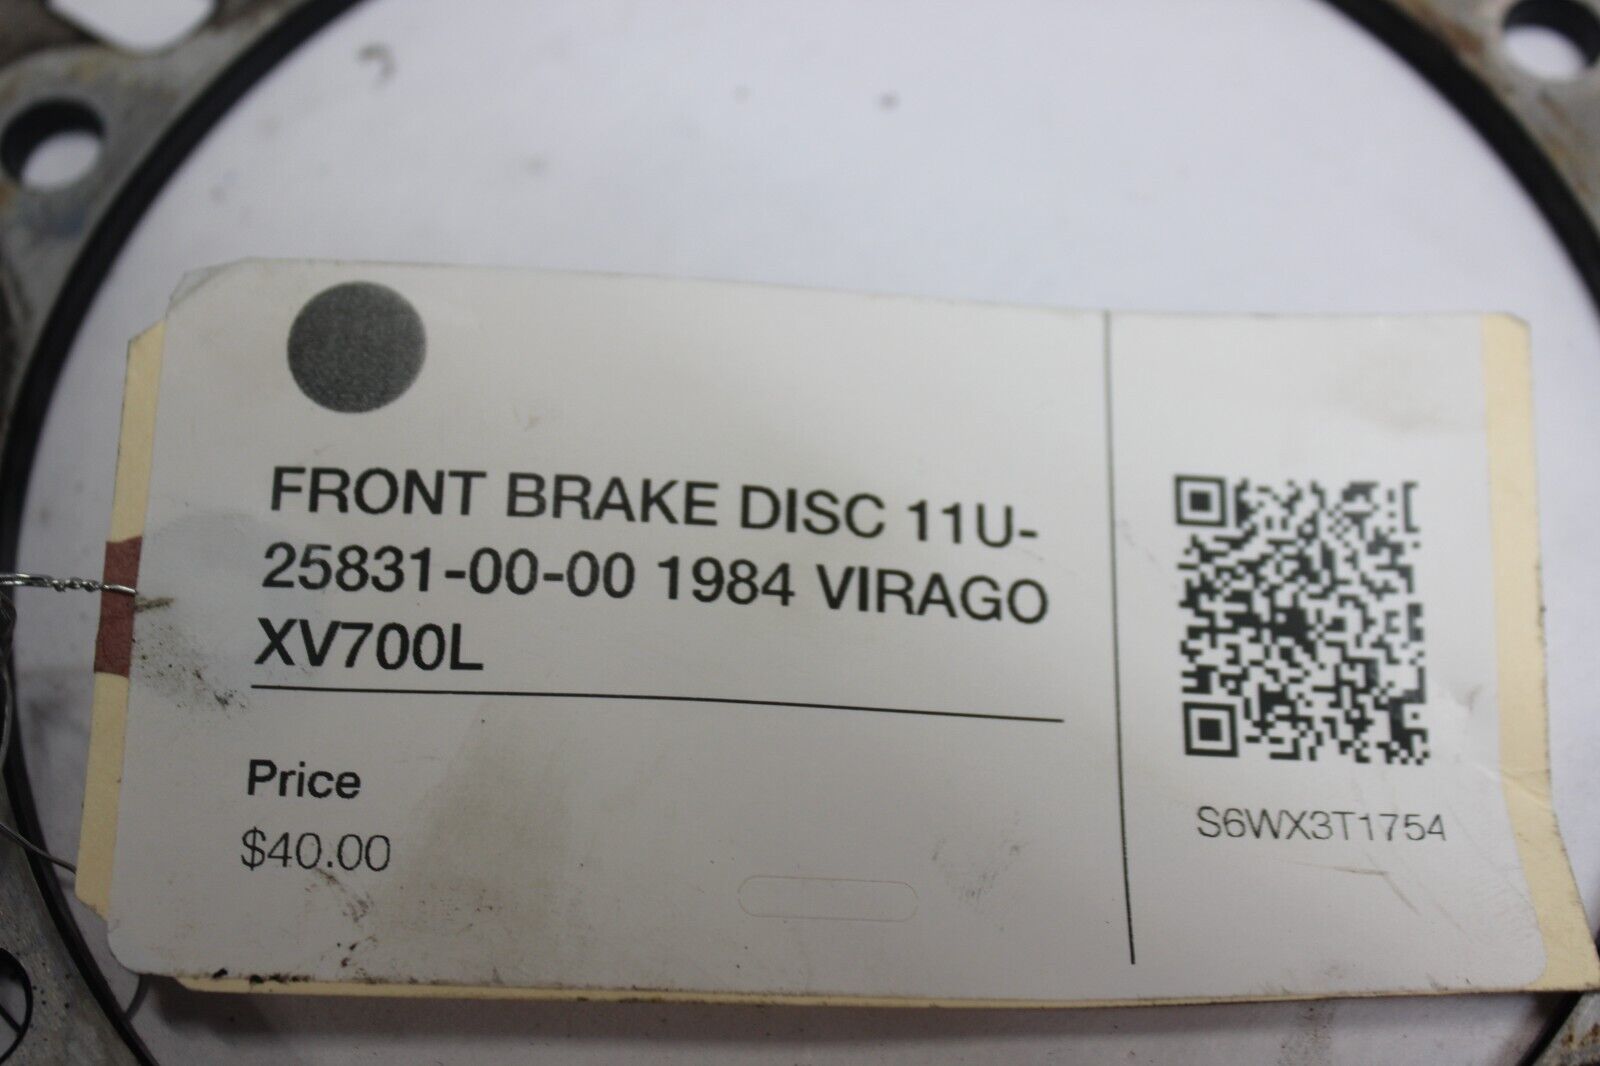 FRONT BRAKE DISC 11U-
25831-00-00 1984 VIRAGO
XV700L
Price
$40.00
S6WX3T1754